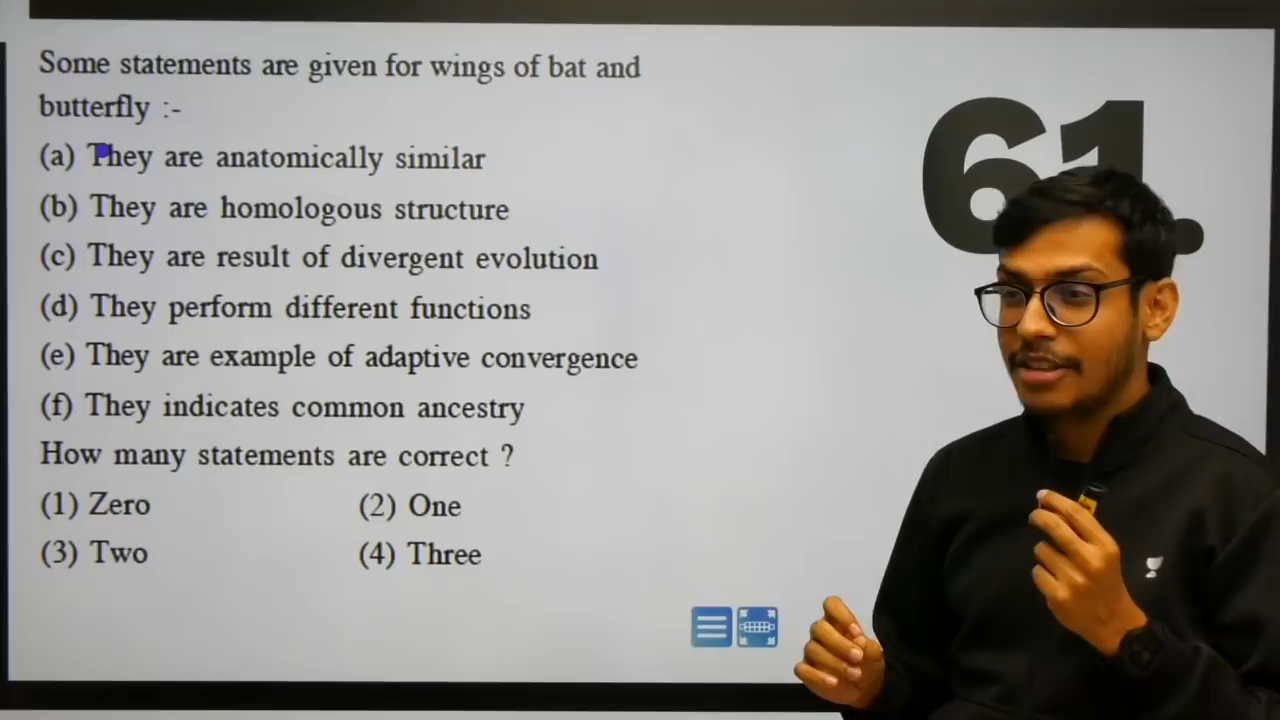 Some statements are given for wings of bat and
butterfly :-
(a) They are anatomically similar
(b) They are homologous structure
(c) They are result of divergent evolution
(d) They perform different functions
(e) They are example of adaptive convergence
(f) They indicates common ancestry
How many statements are correct ?
(1) Zero (2) One
(3) Two (4) Three
61.